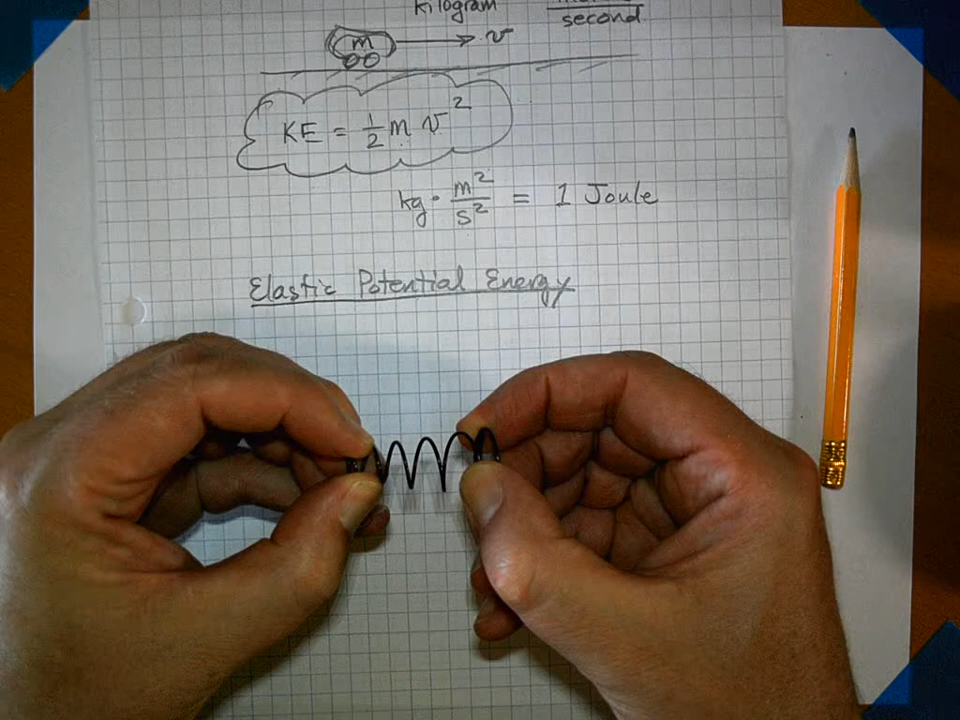 kilogram
second
m v
KE = 1/2 m v²
kg · m²/s² = 1 Joule
Elastic Potential Energy